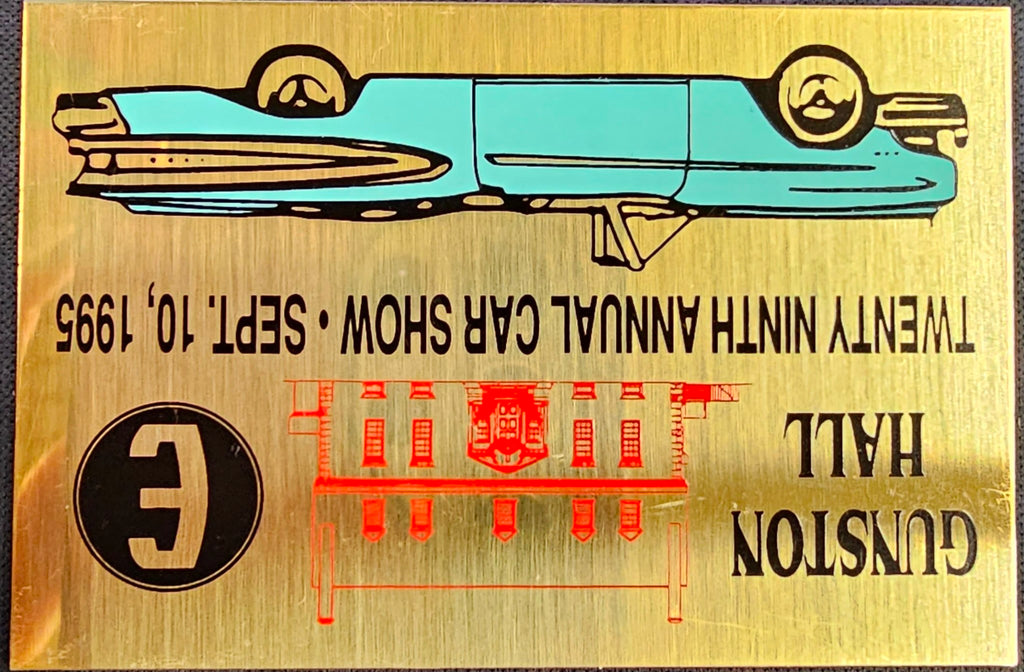 GUNSTON
HALL
E
TWENTY NINTH ANNUAL CAR SHOW • SEPT. 10, 1995